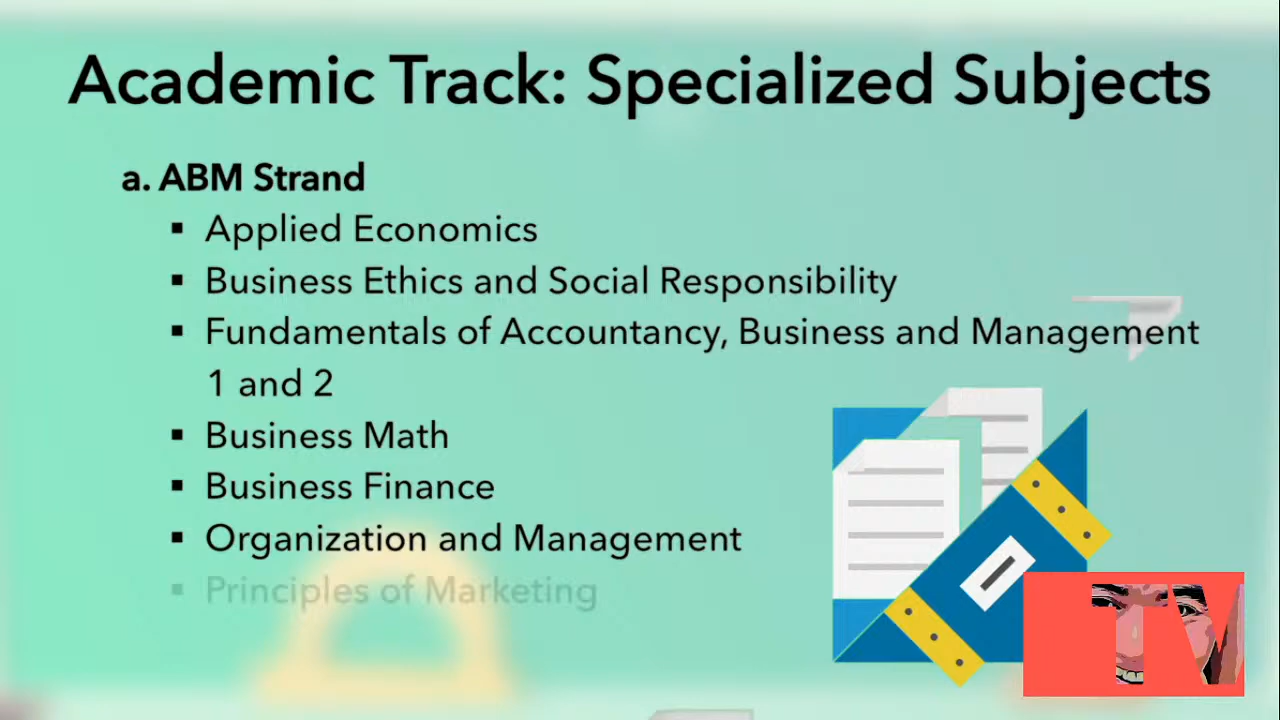 Academic Track: Specialized Subjects
a. ABM Strand
▪ Applied Economics
▪ Business Ethics and Social Responsibility
▪ Fundamentals of Accountancy, Business and Management
1 and 2
▪ Business Math
▪ Business Finance
▪ Organization and Management
▪ Principles of Marketing
TV